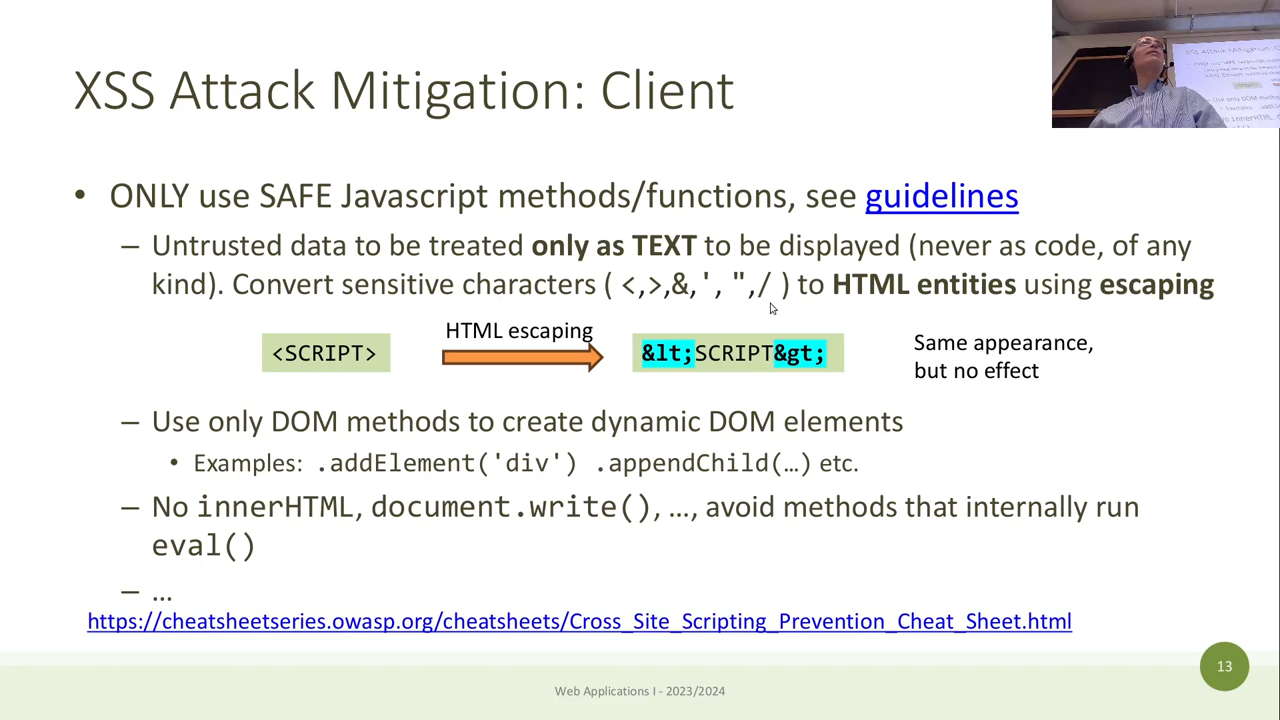 XSS Attack Mitigation: Client
• ONLY use SAFE Javascript methods/functions, see guidelines
– Untrusted data to be treated only as TEXT to be displayed (never as code, of any
kind). Convert sensitive characters ( <,>,&,', ",/ ) to HTML entities using escaping
<SCRIPT>
HTML escaping
&lt;SCRIPT&gt;
Same appearance,
but no effect
– Use only DOM methods to create dynamic DOM elements
• Examples: .addElement('div') .appendChild(…) etc.
– No innerHTML, document.write(), …, avoid methods that internally run
eval()
– …
https://cheatsheetseries.owasp.org/cheatsheets/Cross_Site_Scripting_Prevention_Cheat_Sheet.html
13
Web Applications I - 2023/2024